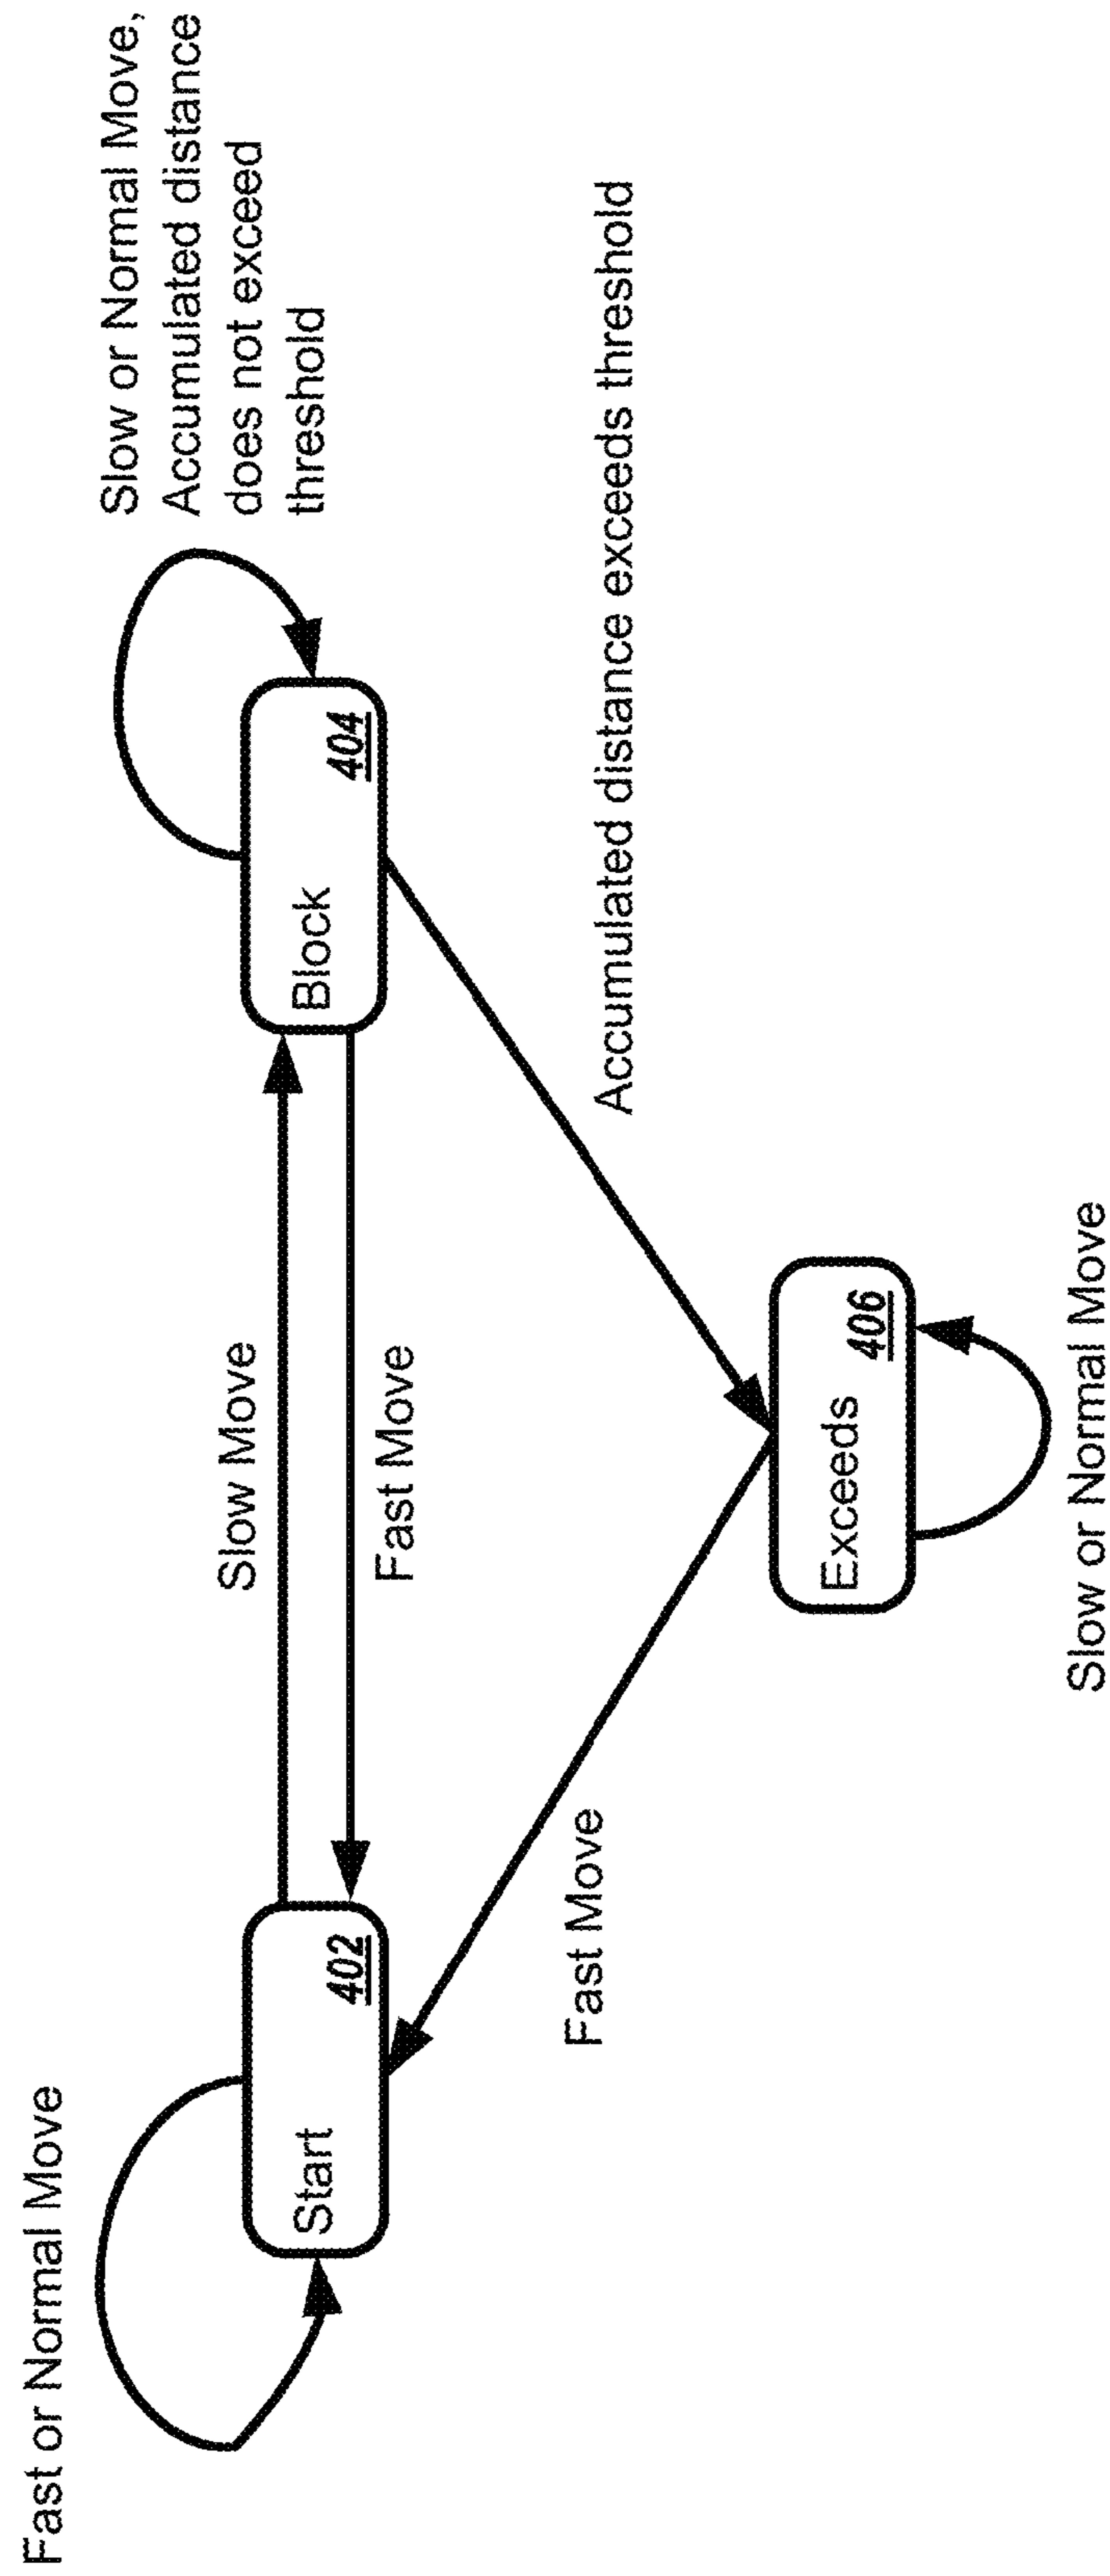 Fast or Normal Move
Slow or Normal Move,
Accumulated distance
does not exceed
threshold
Slow Move
Start
402
Block
404
Fast Move
Fast Move
Accumulated distance exceeds threshold
Exceeds
406
Slow or Normal Move